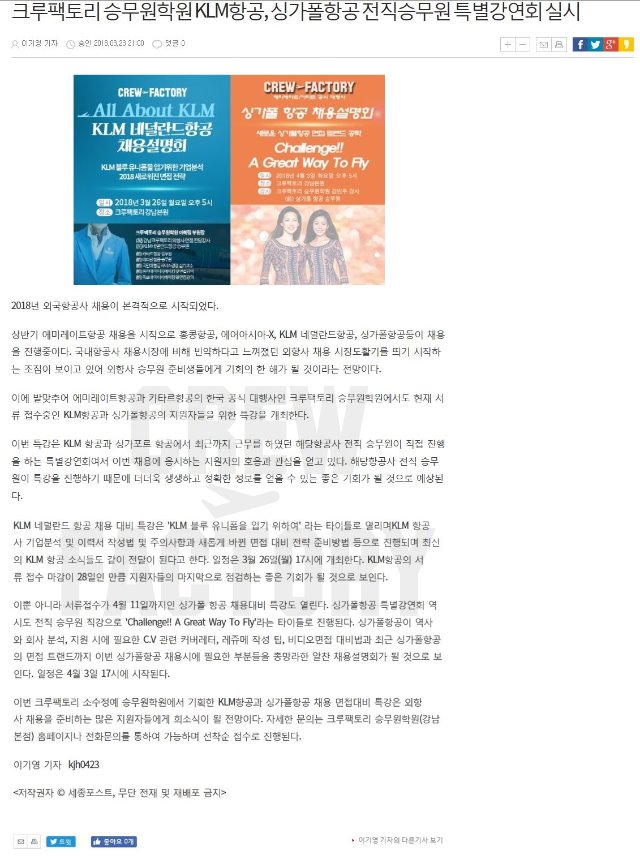 크루팩토리 승무원학원 KLM항공, 싱가폴항공 전직승무원 특별강연회 실시
이기영 기자 승인 2018.03.23 21:00 댓글 0
CREW FACTORY
All About KLM
KLM 네덜란드항공
채용설명회
KLM 블루 유니폼을 입기위한 기업분석
2018 새로워진 면접 전략
일시 2018년 3월 26일 월요일 오후 5시
장소 크루팩토리 강남본원
CREW FACTORY
싱가폴 항공 채용설명회
새로운 싱가폴항공 면접 트렌드 공략
Challenge!!
A Great Way To Fly
일시 2018년 4월 3일 화요일 오후 5시
장소 크루팩토리 강남본원
2018년 외국항공사 채용이 본격적으로 시작되었다.
상반기 에미레이트항공 채용을 시작으로 홍콩항공, 에어아시아-X, KLM 네덜란드항공, 싱가폴항공등이 채용
을 진행중이다. 국내항공사 채용시장에 비해 빈약하다고 느껴졌던 외항사 채용 시장도활기를 띄기 시작하
는 조짐이 보이고 있어 외항사 승무원 준비생들에게 기회의 한 해가 될 것이라는 전망이다.
이에 발맞추어 에미레이트항공과 카타르항공의 한국 공식 대행사인 크루팩토리 승무원학원에서도 현재 서
류 접수중인 KLM항공과 싱가폴항공의 지원자들을 위한 특강을 개최한다.
이번 특강은 KLM 항공과 싱가포르 항공에서 최근까지 근무를 하였던 해당항공사 전직 승무원이 직접 진행
을 하는 특별강연회여서 이번 채용에 응시하는 지원자의 호응과 관심을 얻고 있다. 해당항공사 전직 승무
원이 특강을 진행하기 때문에 더더욱 생생하고 정확한 정보를 얻을 수 있는 좋은 기회가 될 것으로 예상된
다.
KLM 네덜란드 항공 채용 대비 특강은 'KLM 블루 유니폼을 입기 위하여' 라는 타이틀로 열리며KLM 항공
사 기업분석 및 이력서 작성법 및 주의사항과 새롭게 바뀐 면접 대비 전략 준비방법 등으로 진행되며 최신
의 KLM 항공 소식들도 같이 전달이 된다고 한다. 일정은 3월 26일(월) 17시에 개최한다. KLM항공의 서
류 접수 마감이 28일인 만큼 지원자들의 마지막으로 점검하는 좋은 기회가 될 것으로 보인다.
이뿐 아니라 서류접수가 4월 11일까지인 싱가폴 항공 채용대비 특강도 열린다. 싱가폴항공 특별강연회 역
시도 전직 승무원 직강으로 'Challenge!! A Great Way To Fly'라는 타이틀로 진행된다. 싱가폴항공이 역사
와 회사 분석, 지원 시에 필요한 C.V 관련 커버레터, 레쥬메 작성 팁, 비디오면접 대비법과 최근 싱가폴항공
의 면접 트랜드까지 이번 싱가폴항공 채용시에 필요한 부분들을 총망라한 알찬 채용설명회가 될 것으로 보
인다. 일정은 4월 3일 17시에 시작된다.
이번 크루팩토리 소수정예 승무원학원에서 기획한 KLM항공과 싱가폴항공 채용 면접대비 특강은 외항
사 채용을 준비하는 많은 지원자들에게 희소식이 될 전망이다. 자세한 문의는 크루팩토리 승무원학원(강남
본점) 홈페이지나 전화문의를 통하여 가능하며 선착순 접수로 진행된다.
이기영 기자 kjh0423
<저작권자 © 세종포스트, 무단 전재 및 재배포 금지>
CREW
FACTORY
트윗
좋아요 0개
이기영 기자의 다른기사 보기